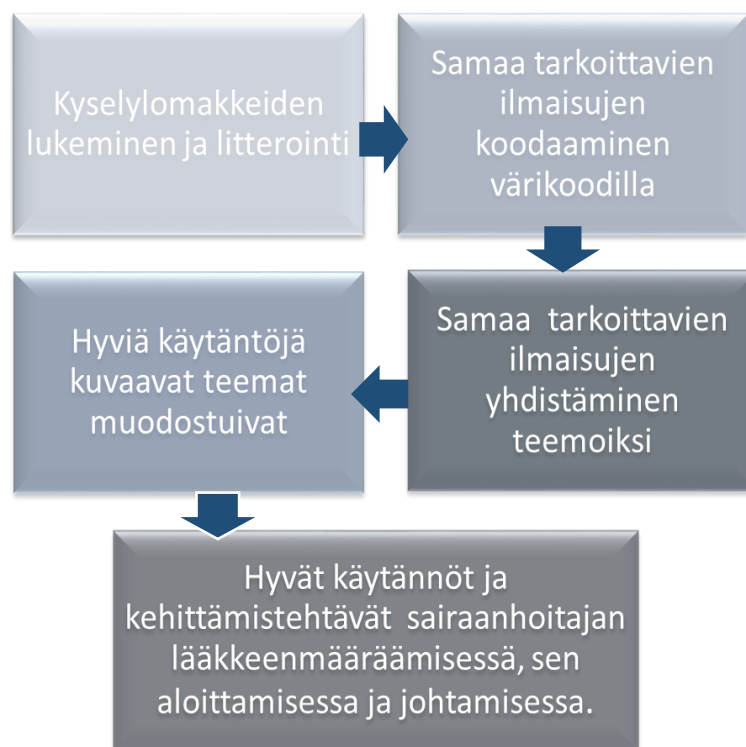 Kyselylomakkeiden
lukeminen ja litterointi
Samaa tarkoittavien
ilmaisujen
koodaaminen
värikoodilla
Samaa tarkoittavien
ilmaisujen
yhdistäminen
teemoiksi
Hyviä käytäntöjä
kuvaavat teemat
muodostuivat
Hyvät käytännöt ja
kehittämistehtävät sairaanhoitajan
lääkkeenmääräämisessä, sen
aloittamisessa ja johtamisessa.